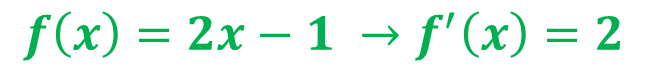 f(x) = 2x − 1 → f′(x) = 2